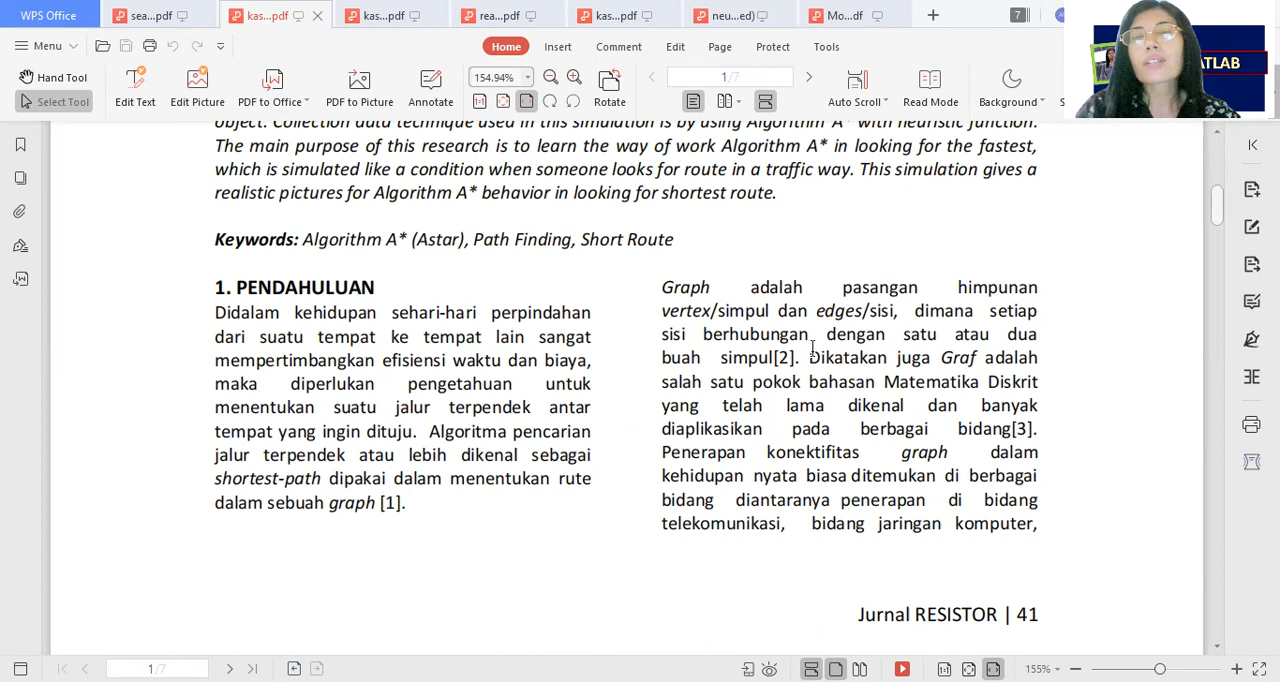 WPS Office
sea...pdf
kas...pdf
kas...pdf
rea...pdf
kas...pdf
neu...ed)
Mo...df
7
Menu
Home
Insert
Comment
Edit
Page
Protect
Tools
ATLAB
Hand Tool
Select Tool
Edit Text
Edit Picture
PDF to Office
PDF to Picture
Annotate
154.94%
Rotate
1/7
Auto Scroll
Read Mode
Background
object. Collection data technique used in this simulation is by using Algorithm A* with heuristic function.
The main purpose of this research is to learn the way of work Algorithm A* in looking for the fastest,
which is simulated like a condition when someone looks for route in a traffic way. This simulation gives a
realistic pictures for Algorithm A* behavior in looking for shortest route.
Keywords: Algorithm A* (Astar), Path Finding, Short Route
1. PENDAHULUAN
Didalam kehidupan sehari-hari perpindahan
dari suatu tempat ke tempat lain sangat
mempertimbangkan efisiensi waktu dan biaya,
maka diperlukan pengetahuan untuk
menentukan suatu jalur terpendek antar
tempat yang ingin dituju. Algoritma pencarian
jalur terpendek atau lebih dikenal sebagai
shortest-path dipakai dalam menentukan rute
dalam sebuah graph [1].
Graph adalah pasangan himpunan
vertex/simpul dan edges/sisi, dimana setiap
sisi berhubungan dengan satu atau dua
buah simpul[2]. Dikatakan juga Graf adalah
salah satu pokok bahasan Matematika Diskrit
yang telah lama dikenal dan banyak
diaplikasikan pada berbagai bidang[3].
Penerapan konektifitas graph dalam
kehidupan nyata biasa ditemukan di berbagai
bidang diantaranya penerapan di bidang
telekomunikasi, bidang jaringan komputer,
Jurnal RESISTOR | 41
1/7
155%